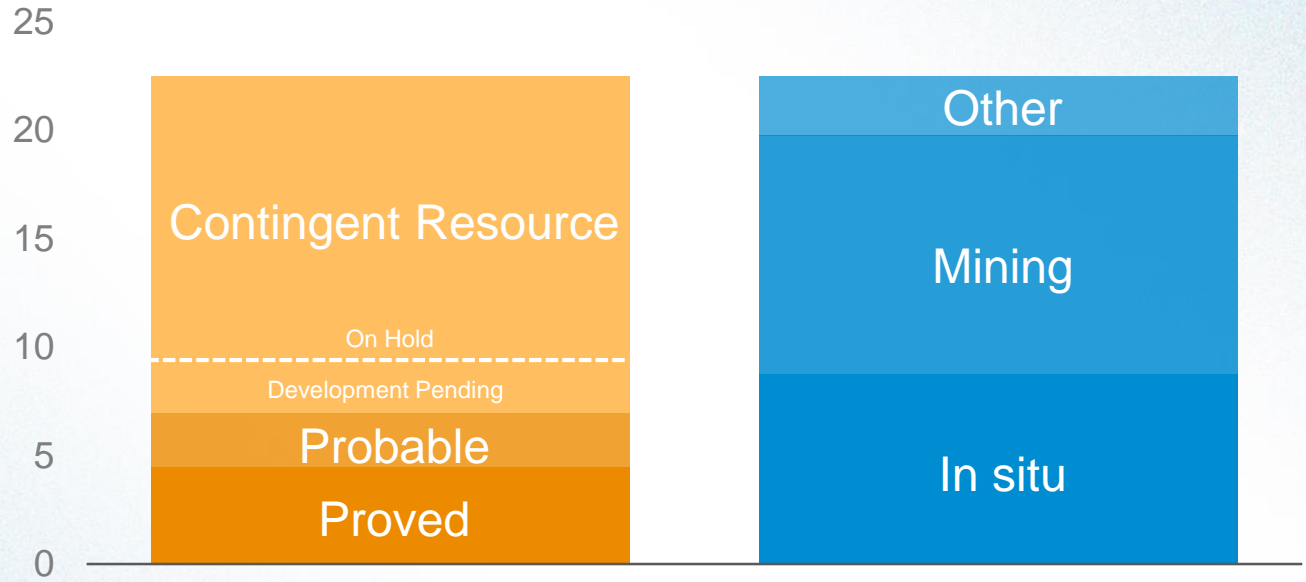 25
20
15
10
5
0
Contingent Resource
On Hold
Development Pending
Probable
Proved
Other
Mining
In situ